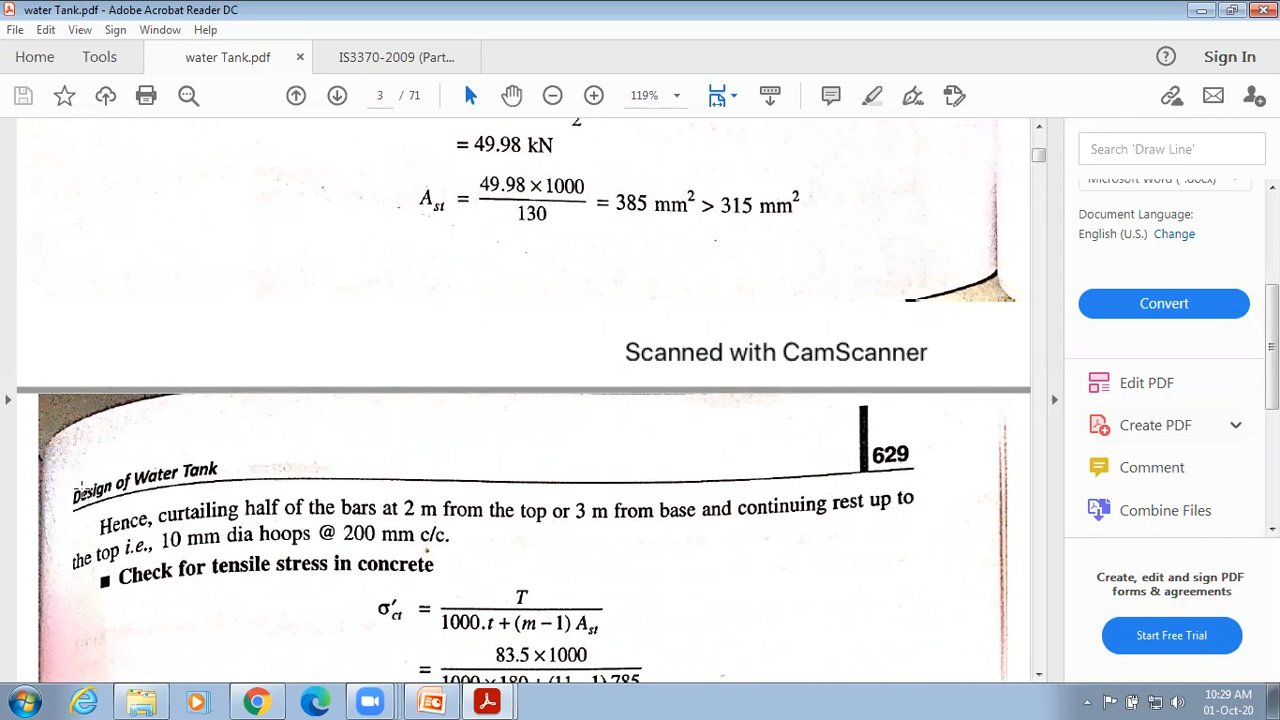 water Tank.pdf - Adobe Acrobat Reader DC
File Edit View Sign Window Help
Home Tools water Tank.pdf × IS3370-2009 (Part... Sign In
3 / 71 119%
2
= 49.98 kN
A_st = 49.98 × 1000 / 130 = 385 mm² > 315 mm²
Scanned with CamScanner
Design of Water Tank 629
Hence, curtailing half of the bars at 2 m from the top or 3 m from base and continuing rest up to
the top i.e., 10 mm dia hoops @ 200 mm c/c.
■ Check for tensile stress in concrete
σ′_ct = T / 1000.t + (m − 1) A_st
= 83.5 × 1000 / 1000 × 180 + (11 − 1) 785
Search 'Draw Line'
Microsoft Word (*.docx)
Document Language:
English (U.S.) Change
Convert
Edit PDF
Create PDF
Comment
Combine Files
Create, edit and sign PDF
forms & agreements
Start Free Trial
10:29 AM
01-Oct-20